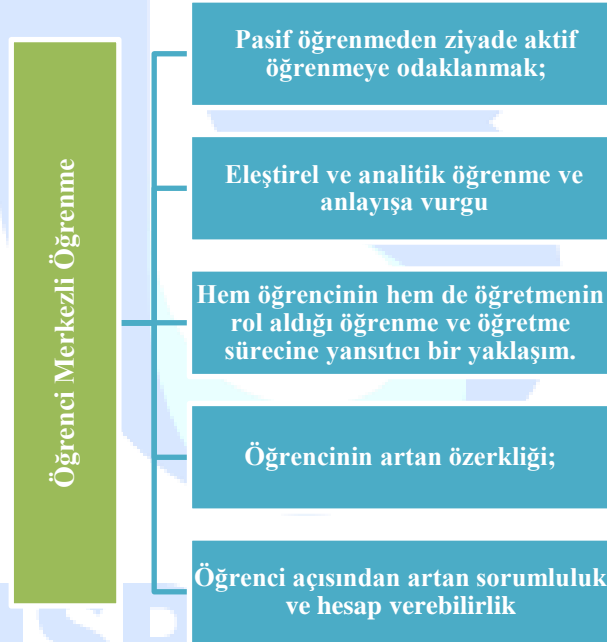 Öğrenci Merkezli Öğrenme
Pasif öğrenmeden ziyade aktif
öğrenmeye odaklanmak;
Eleştirel ve analitik öğrenme ve
anlayışa vurgu
Hem öğrencinin hem de öğretmenin
rol aldığı öğrenme ve öğretme
sürecine yansıtıcı bir yaklaşım.
Öğrencinin artan özerkliği;
Öğrenci açısından artan sorumluluk
ve hesap verebilirlik